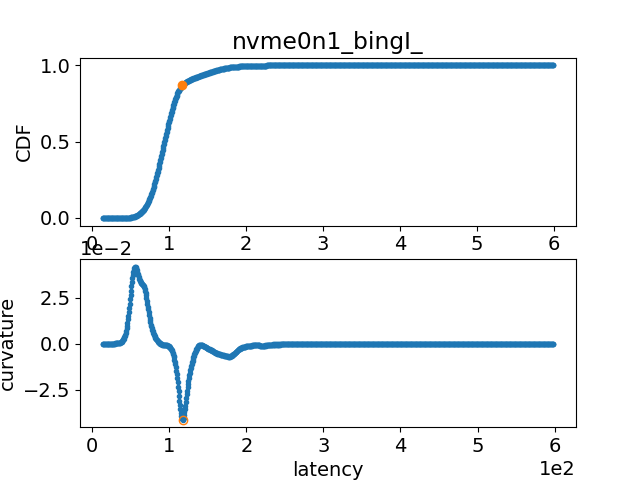 nvme0n1_bingI_
1.0
0.5
0.0
CDF
0 1 2 3 4 5 6
1e−2
2.5
0.0
−2.5
curvature
0 1 2 3 4 5 6
latency
1e2